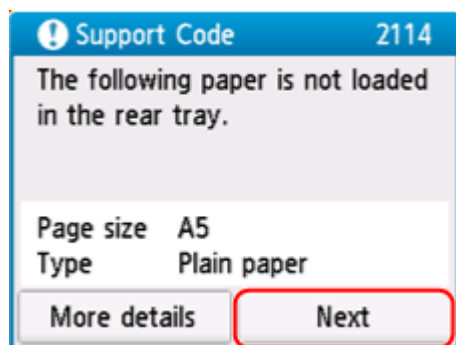 Support Code 2114
The following paper is not loaded
in the rear tray.
Page size A5
Type Plain paper
More details Next